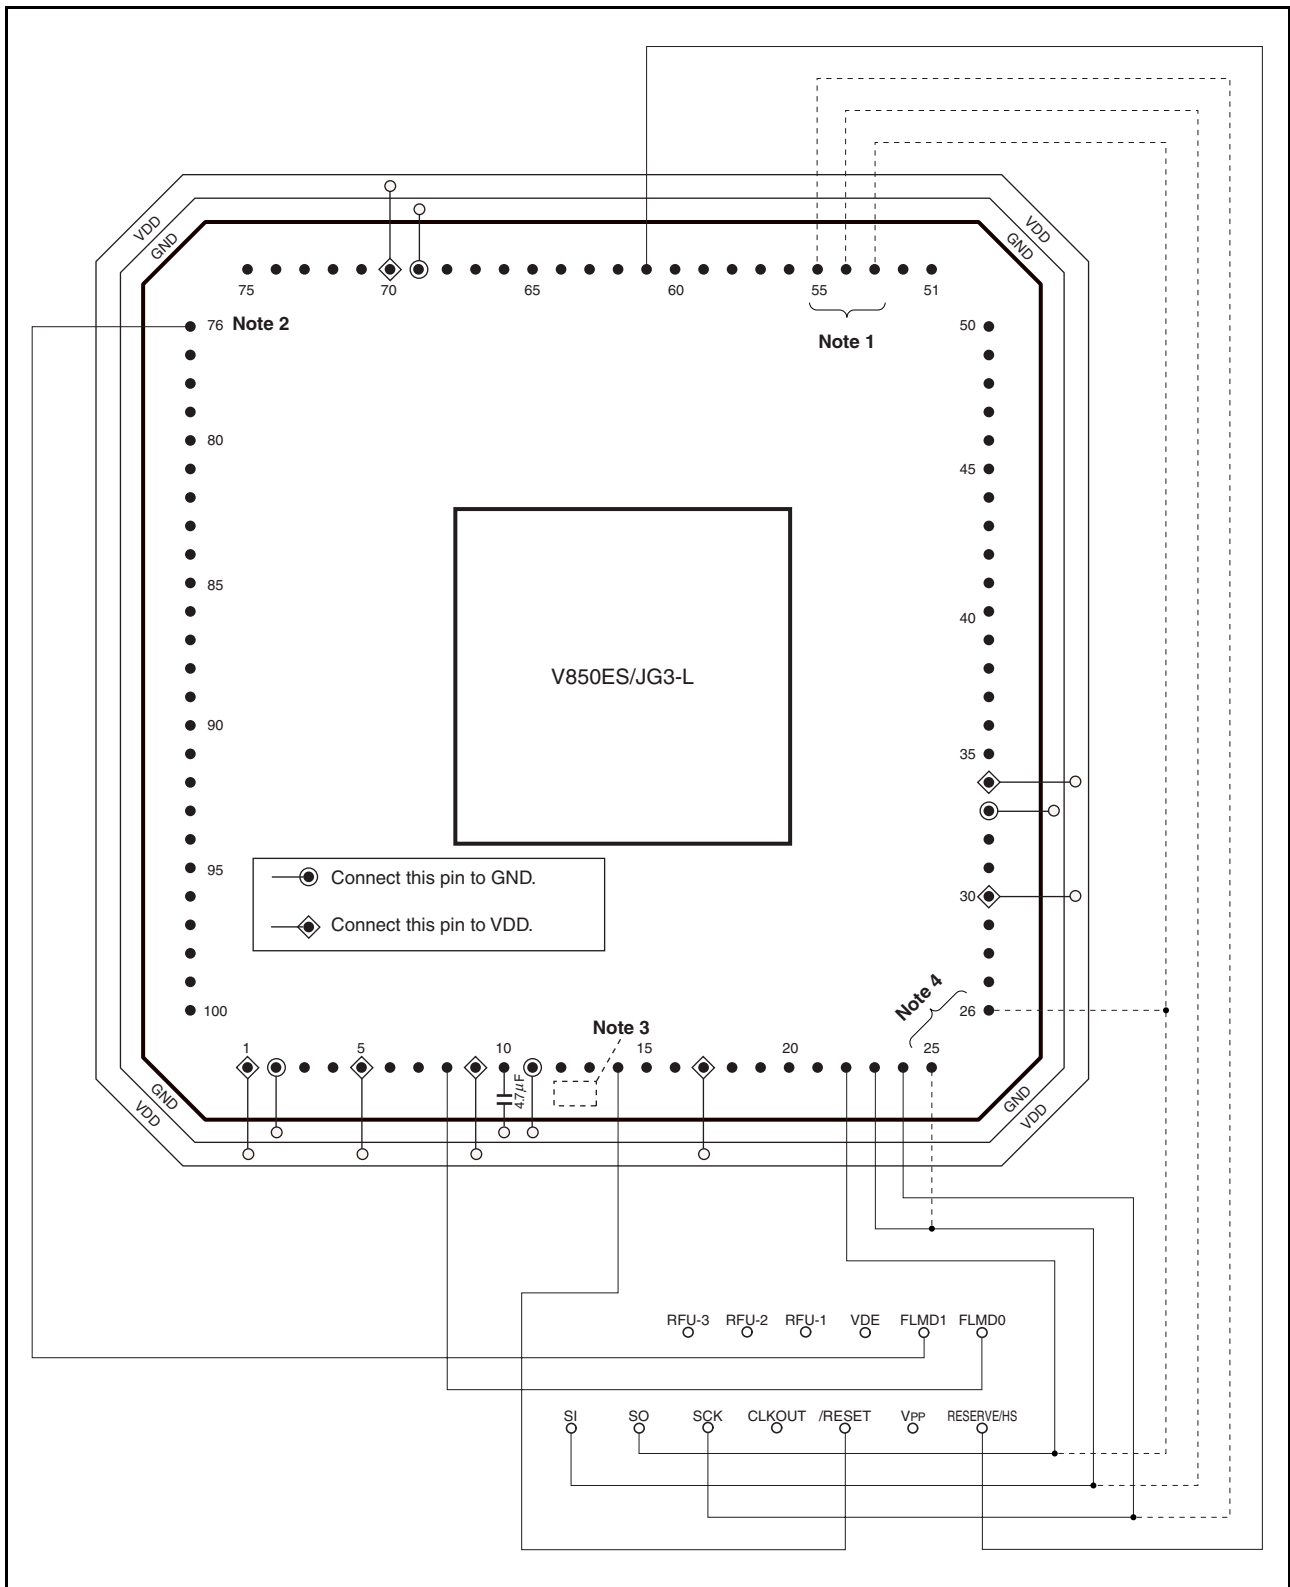 VDD
GND
VDD
GND
75
70
65
60
55
51
76
Note 2
Note 1
50
80
45
85
40
V850ES/JG3-L
90
35
95
Connect this pin to GND.
30
Connect this pin to VDD.
100
Note 4
26
Note 3
1
5
10
15
20
25
4.7 μF
GND
VDD
GND
VDD
RFU-3 RFU-2 RFU-1 VDE FLMD1 FLMD0
SI SO SCK CLKOUT /RESET VPP RESERVE/HS